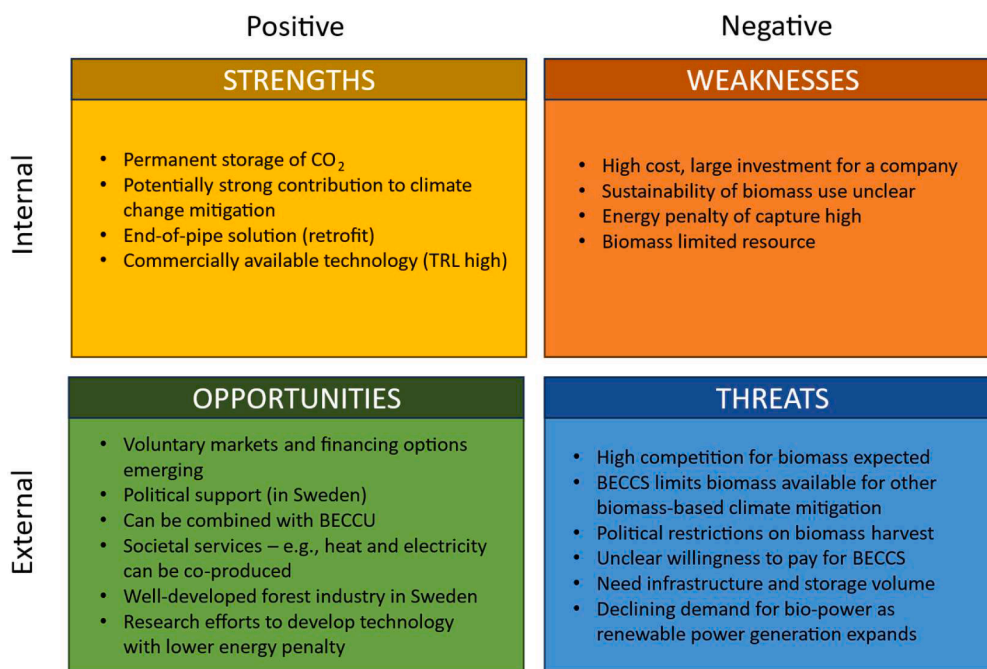 Positive
Negative
Internal
STRENGTHS
• Permanent storage of CO₂
• Potentially strong contribution to climate
change mitigation
• End-of-pipe solution (retrofit)
• Commercially available technology (TRL high)
WEAKNESSES
• High cost, large investment for a company
• Sustainability of biomass use unclear
• Energy penalty of capture high
• Biomass limited resource
External
OPPORTUNITIES
• Voluntary markets and financing options
emerging
• Political support (in Sweden)
• Can be combined with BECCU
• Societal services – e.g., heat and electricity
can be co-produced
• Well-developed forest industry in Sweden
• Research efforts to develop technology
with lower energy penalty
THREATS
• High competition for biomass expected
• BECCS limits biomass available for other
biomass-based climate mitigation
• Political restrictions on biomass harvest
• Unclear willingness to pay for BECCS
• Need infrastructure and storage volume
• Declining demand for bio-power as
renewable power generation expands